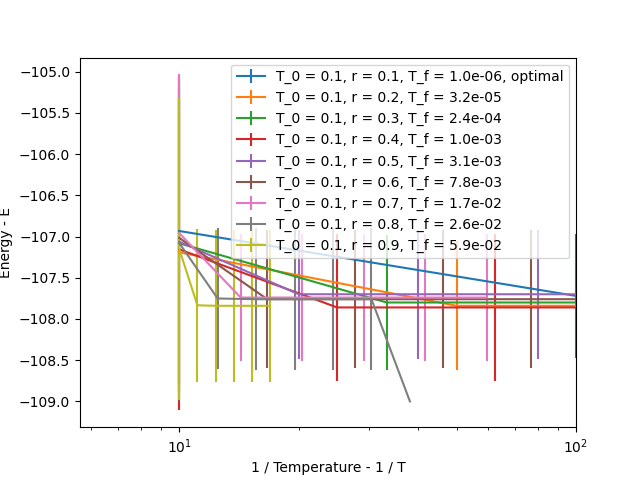 T_0 = 0.1, r = 0.1, T_f = 1.0e-06, optimal
T_0 = 0.1, r = 0.2, T_f = 3.2e-05
T_0 = 0.1, r = 0.3, T_f = 2.4e-04
T_0 = 0.1, r = 0.4, T_f = 1.0e-03
T_0 = 0.1, r = 0.5, T_f = 3.1e-03
T_0 = 0.1, r = 0.6, T_f = 7.8e-03
T_0 = 0.1, r = 0.7, T_f = 1.7e-02
T_0 = 0.1, r = 0.8, T_f = 2.6e-02
T_0 = 0.1, r = 0.9, T_f = 5.9e-02
−105.0
−105.5
−106.0
−106.5
−107.0
−107.5
−108.0
−108.5
−109.0
Energy - E
10¹
10²
1 / Temperature - 1 / T